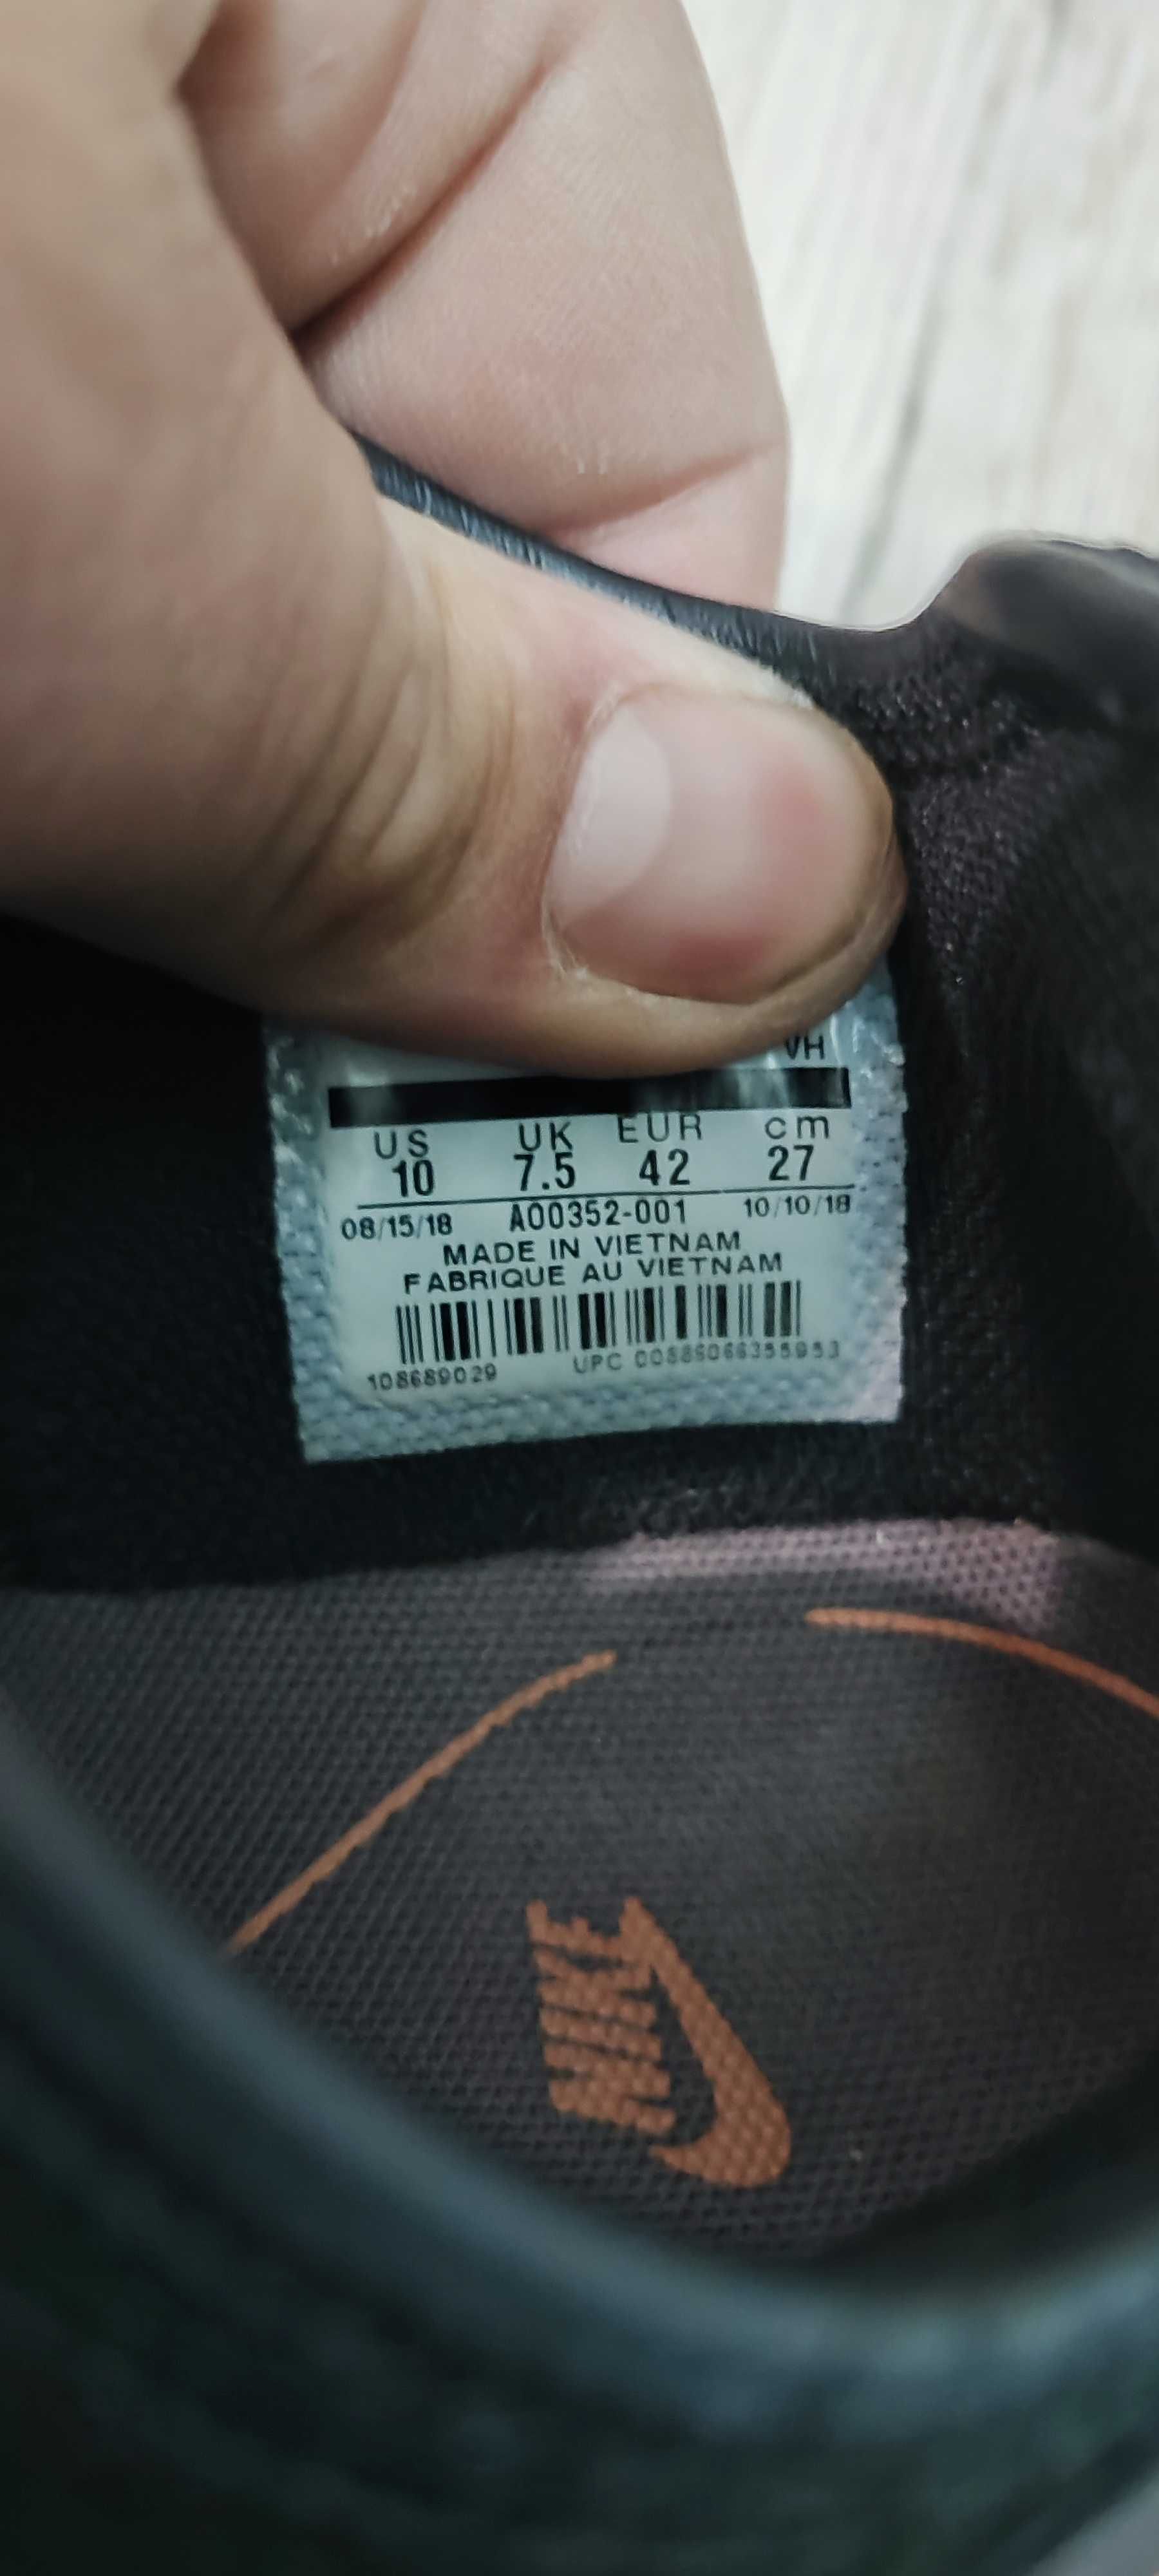 VH
US UK EUR cm
10 7.5 42 27
08/15/18 AO0352-001 10/10/18
MADE IN VIETNAM
FABRIQUE AU VIETNAM
108689029 UPC
NIKE